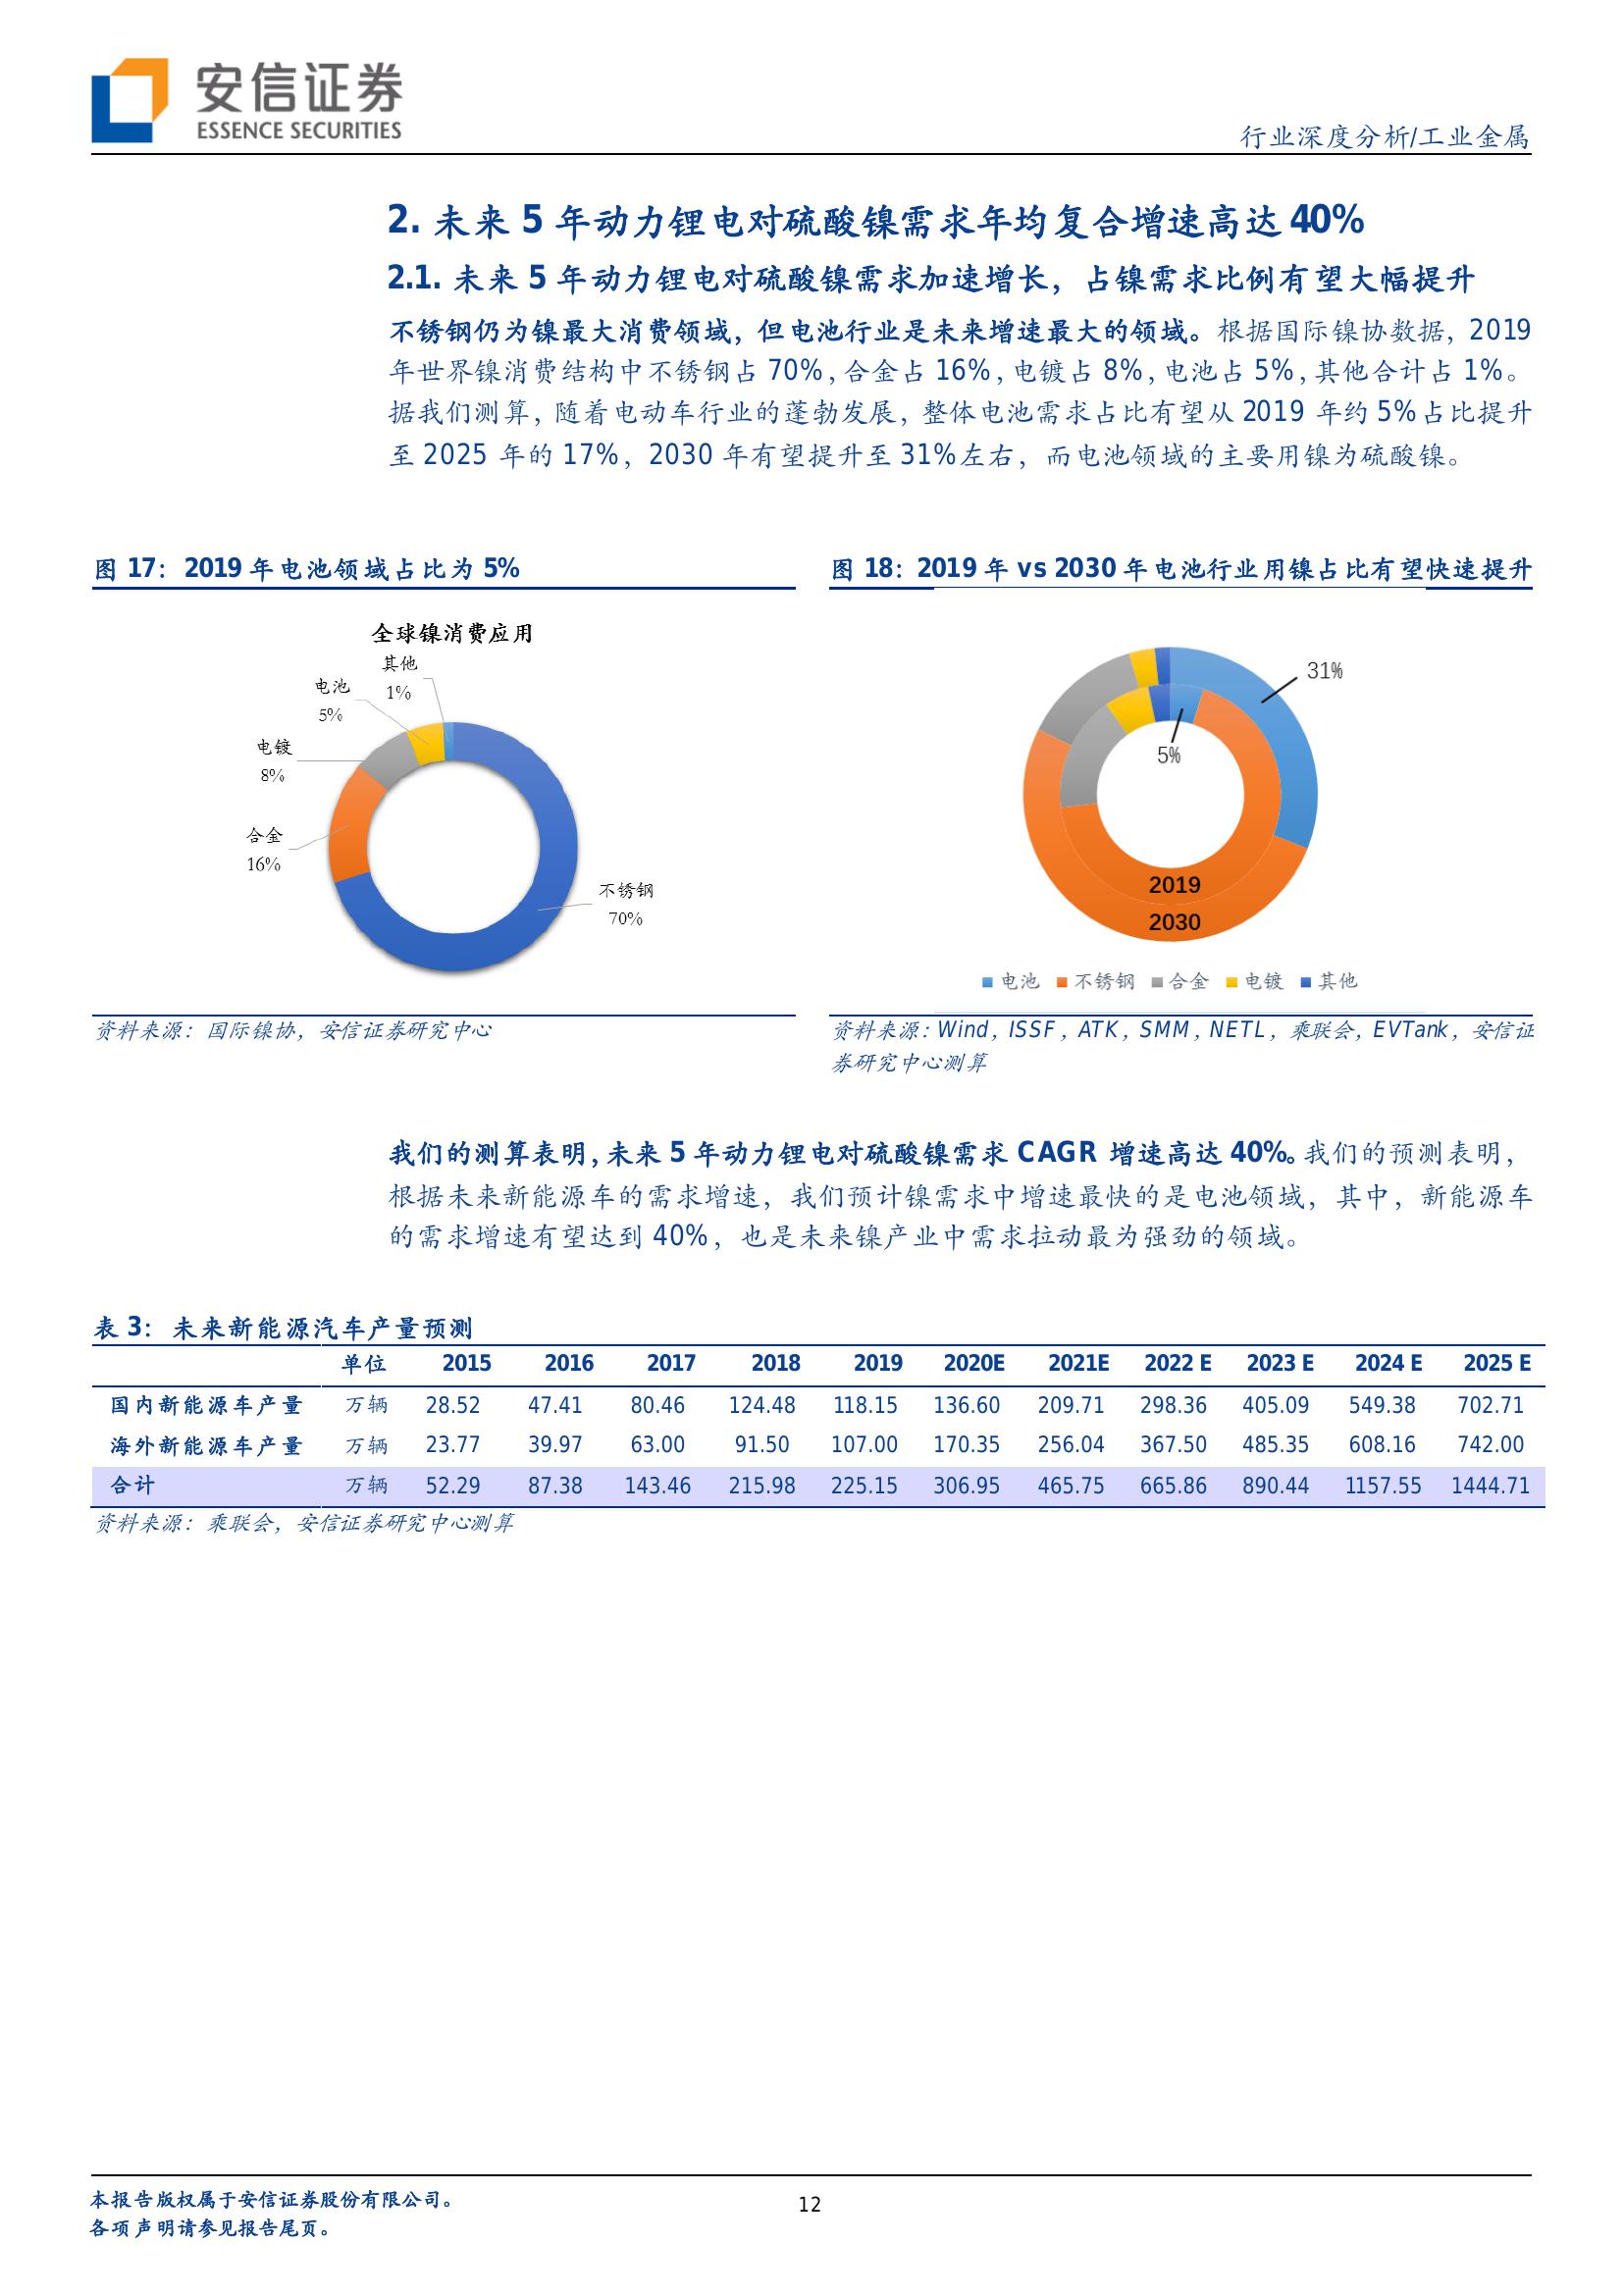 安信证券
ESSENCE SECURITIES
行业深度分析/工业金属
2. 未来 5 年动力锂电对硫酸镍需求年均复合增速高达 40%
2.1. 未来 5 年动力锂电对硫酸镍需求加速增长，占镍需求比例有望大幅提升
不锈钢仍为镍最大消费领域，但电池行业是未来增速最大的领域。根据国际镍协数据，2019
年世界镍消费结构中不锈钢占 70%，合金占 16%，电镀占 8%，电池占 5%，其他合计占 1%。
据我们测算，随着电动车行业的蓬勃发展，整体电池需求占比有望从 2019 年约 5%占比提升
至 2025 年的 17%，2030 年有望提升至 31%左右，而电池领域的主要用镍为硫酸镍。
图 17：2019 年电池领域占比为 5%
全球镍消费应用
其他
1%
电池
5%
电镀
8%
合金
16%
不锈钢
70%
资料来源：国际镍协，安信证券研究中心
图 18：2019 年 vs 2030 年电池行业用镍占比有望快速提升
31%
5%
2019
2030
电池 不锈钢 合金 电镀 其他
资料来源：Wind，ISSF，ATK，SMM，NETL，乘联会，EVTank，安信证
券研究中心测算
我们的测算表明，未来 5 年动力锂电对硫酸镍需求 CAGR 增速高达 40%。我们的预测表明，
根据未来新能源车的需求增速，我们预计镍需求中增速最快的是电池领域，其中，新能源车
的需求增速有望达到 40%，也是未来镍产业中需求拉动最为强劲的领域。
表 3：未来新能源汽车产量预测
单位 2015 2016 2017 2018 2019 2020E 2021E 2022 E 2023 E 2024 E 2025 E
国内新能源车产量 万辆 28.52 47.41 80.46 124.48 118.15 136.60 209.71 298.36 405.09 549.38 702.71
海外新能源车产量 万辆 23.77 39.97 63.00 91.50 107.00 170.35 256.04 367.50 485.35 608.16 742.00
合计 万辆 52.29 87.38 143.46 215.98 225.15 306.95 465.75 665.86 890.44 1157.55 1444.71
资料来源：乘联会，安信证券研究中心测算
本报告版权属于安信证券股份有限公司。
各项声明请参见报告尾页。
12